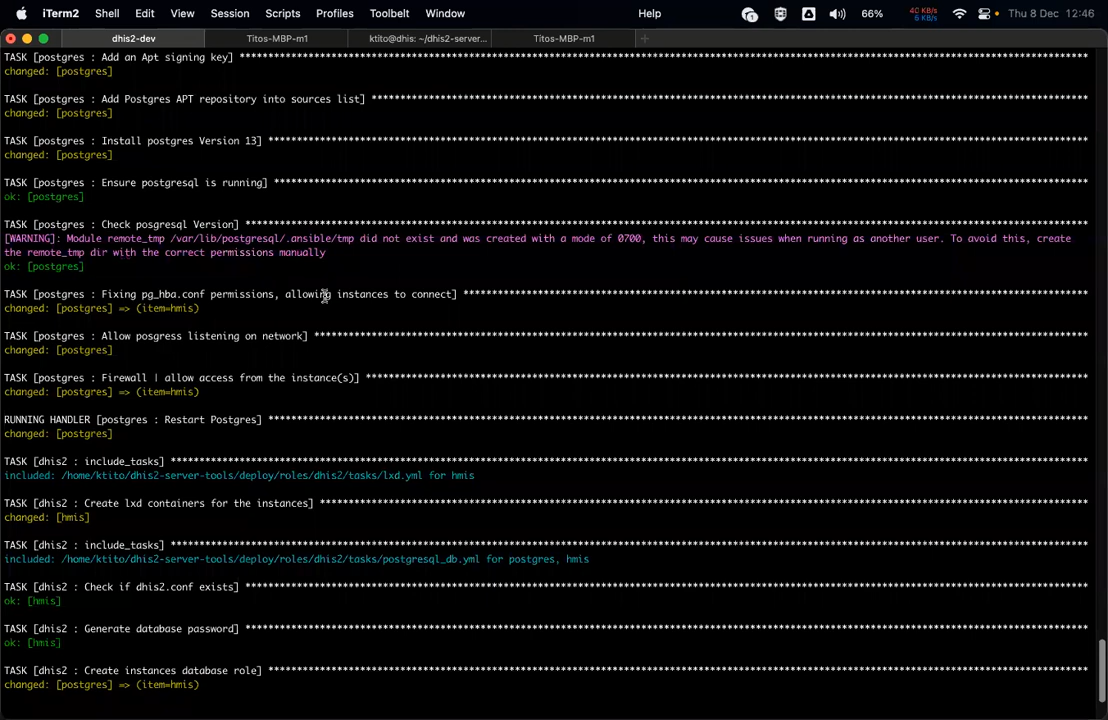 iTerm2 Shell Edit View Session Scripts Profiles Toolbelt Window Help 66% 40 KB/s 5 KB/s Thu 8 Dec 12:46
dhis2-dev Titos-MBP-m1 ktito@dhis: ~/dhis2-server... Titos-MBP-m1
TASK [postgres : Add an Apt signing key] ****
changed: [postgres]
TASK [postgres : Add Postgres APT repository into sources list] ****
changed: [postgres]
TASK [postgres : Install postgres Version 13] ****
changed: [postgres]
TASK [postgres : Ensure postgresql is running] ****
ok: [postgres]
TASK [postgres : Check posgresql Version] ****
[WARNING]: Module remote_tmp /var/lib/postgresql/.ansible/tmp did not exist and was created with a mode of 0700, this may cause issues when running as another user. To avoid this, create
the remote_tmp dir with the correct permissions manually
ok: [postgres]
TASK [postgres : Fixing pg_hba.conf permissions, allowing instances to connect] ****
changed: [postgres] => (item=hmis)
TASK [postgres : Allow posgress listening on network] ****
changed: [postgres]
TASK [postgres : Firewall | allow access from the instance(s)] ****
changed: [postgres] => (item=hmis)
RUNNING HANDLER [postgres : Restart Postgres] ****
changed: [postgres]
TASK [dhis2 : include_tasks] ****
included: /home/ktito/dhis2-server-tools/deploy/roles/dhis2/tasks/lxd.yml for hmis
TASK [dhis2 : Create lxd containers for the instances] ****
changed: [hmis]
TASK [dhis2 : include_tasks] ****
included: /home/ktito/dhis2-server-tools/deploy/roles/dhis2/tasks/postgresql_db.yml for postgres, hmis
TASK [dhis2 : Check if dhis2.conf exists] ****
ok: [hmis]
TASK [dhis2 : Generate database password] ****
ok: [hmis]
TASK [dhis2 : Create instances database role] ****
changed: [postgres] => (item=hmis)